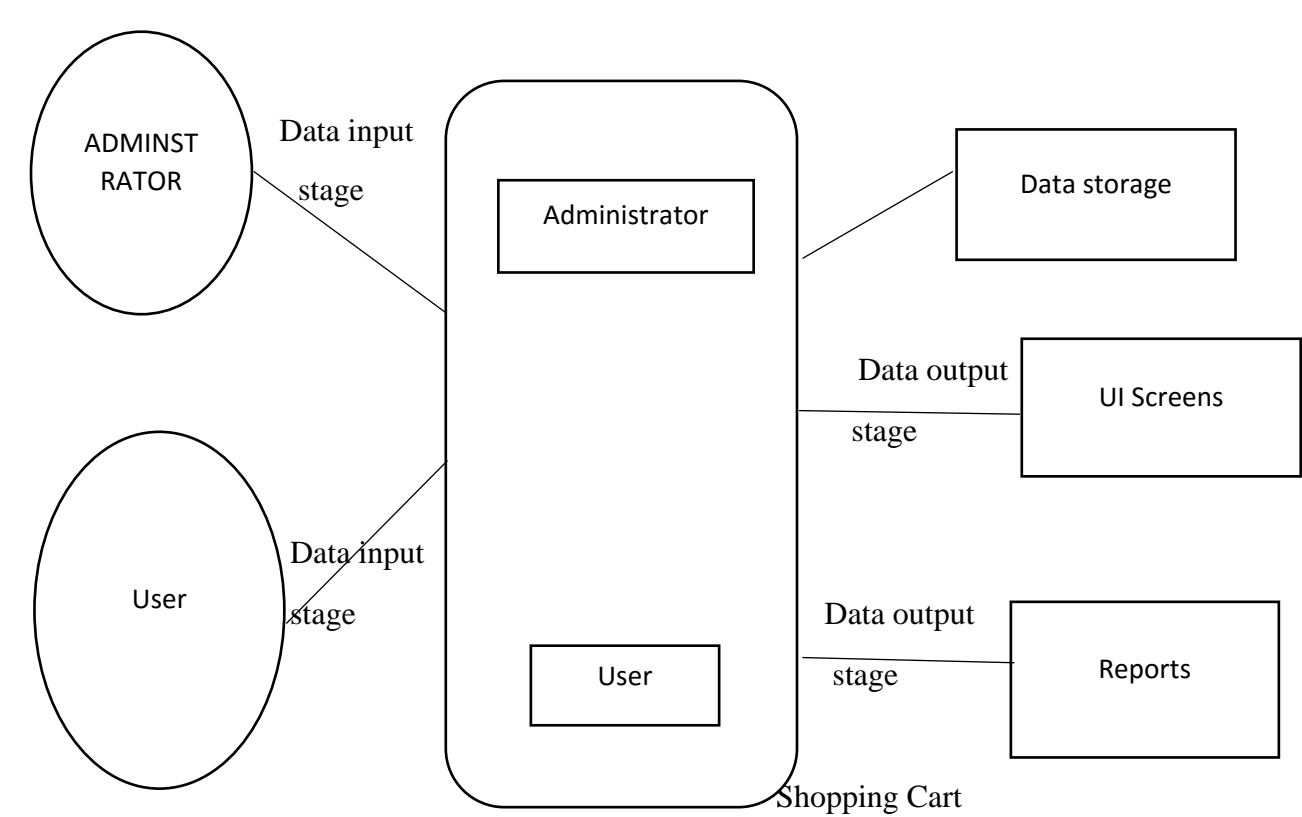 ADMINST
RATOR
Data input
stage
Administrator
Data storage
Data output
stage
UI Screens
User
Data input
stage
User
Data output
stage
Reports
Shopping Cart